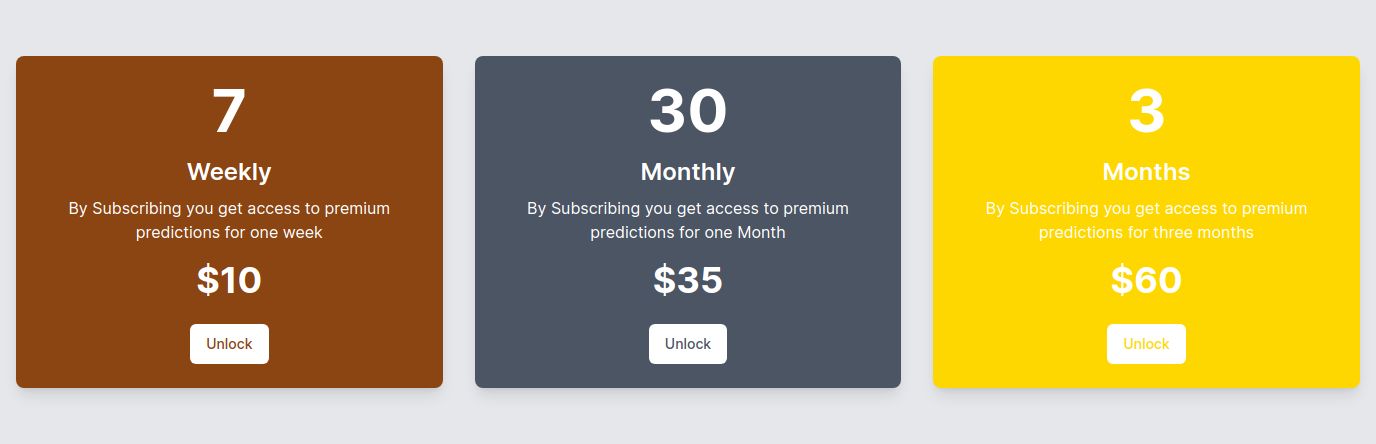 7
Weekly
By Subscribing you get access to premium
predictions for one week
$10
Unlock
30
Monthly
By Subscribing you get access to premium
predictions for one Month
$35
Unlock
3
Months
By Subscribing you get access to premium
predictions for three months
$60
Unlock